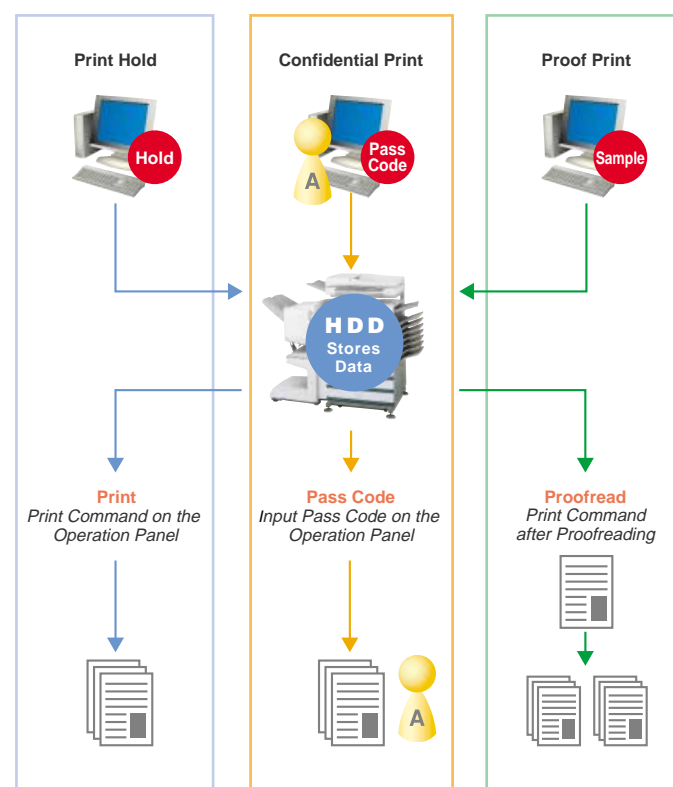 Print Hold
Confidential Print
Proof Print
Hold
A
Pass
Code
Sample
HDD
Stores
Data
Print
Print Command on the
Operation Panel
Pass Code
Input Pass Code on the
Operation Panel
Proofread
Print Command
after Proofreading
A